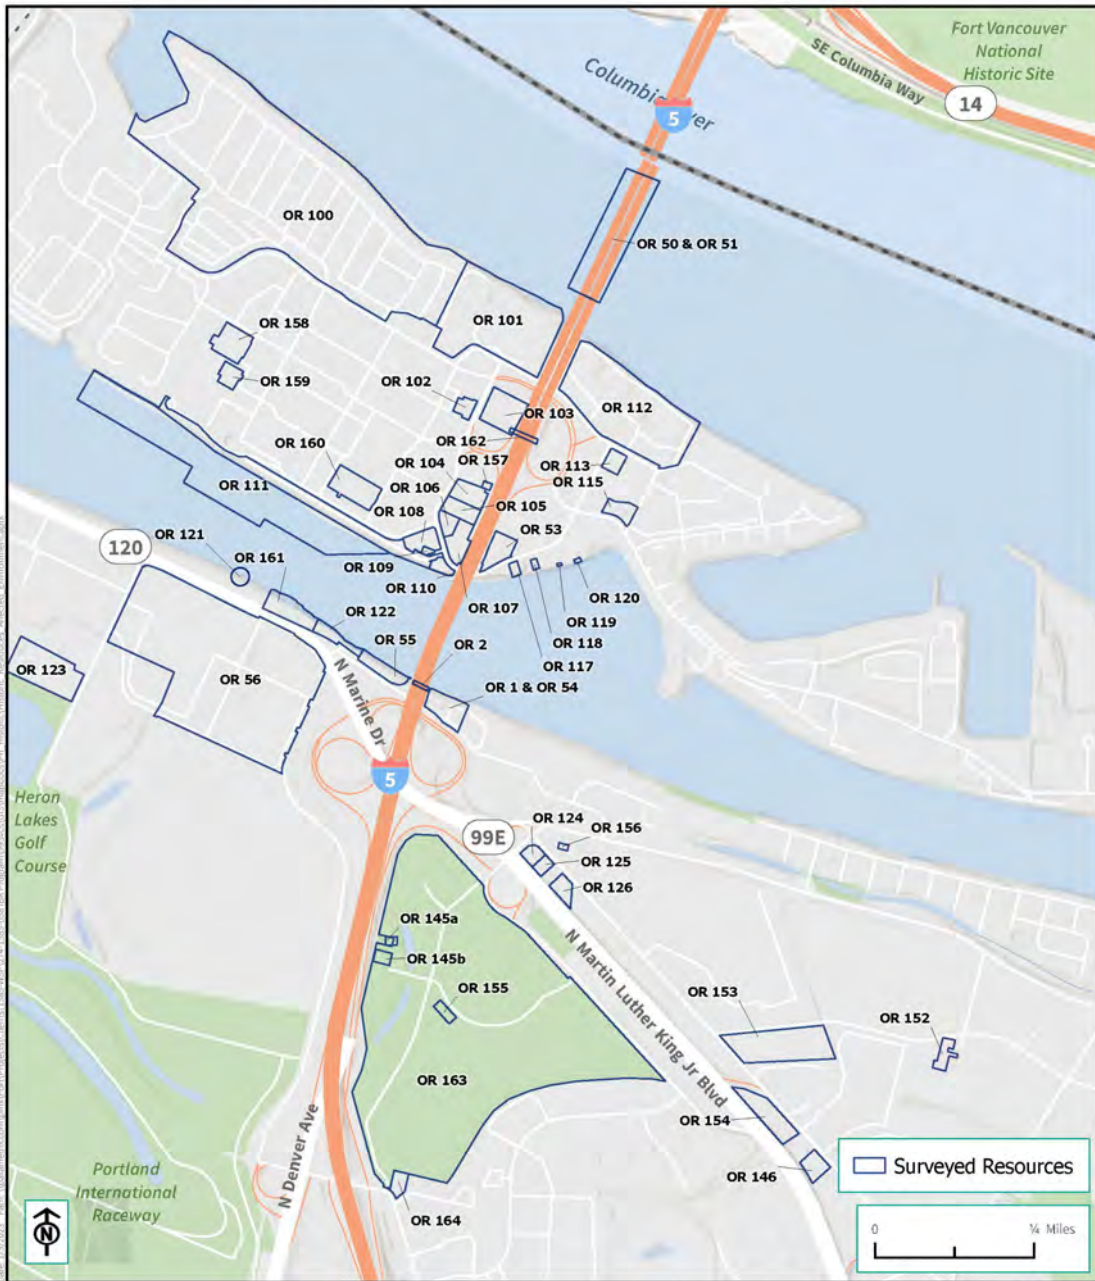 Fort Vancouver
National
Historic Site
SE Columbia Way
14
Columbia River
5
OR 100
OR 50 & OR 51
OR 101
OR 158
OR 159
OR 102
OR 103
OR 112
OR 162
OR 160
OR 104
OR 157
OR 113
OR 106
OR 115
OR 111
OR 105
OR 108
OR 53
120
OR 121
OR 161
OR 109
OR 110
OR 107
OR 120
OR 119
OR 118
OR 117
OR 122
OR 55
OR 2
OR 123
OR 56
N Marine Dr
OR 1 & OR 54
5
Heron
Lakes
Golf
Course
99E
OR 124
OR 156
OR 125
OR 126
OR 145a
OR 145b
OR 155
N Martin Luther King Jr Blvd
OR 153
OR 152
OR 163
OR 154
N Denver Ave
Portland
International
Raceway
OR 146
OR 164
Surveyed Resources
N
0 ¼ Miles